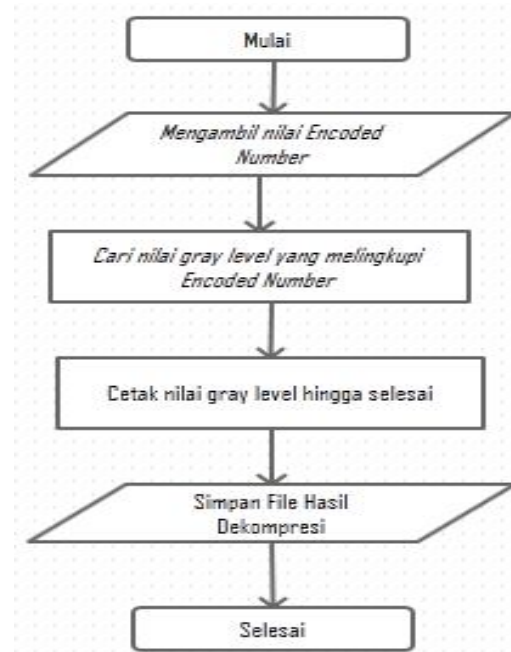 Mulai
Mengambil nilai Encoded
Number
Cari nilai gray level yang melingkupi
Encoded Number
Cetak nilai gray level hingga selesai
Simpan File Hasil
Dekompresi
Selesai